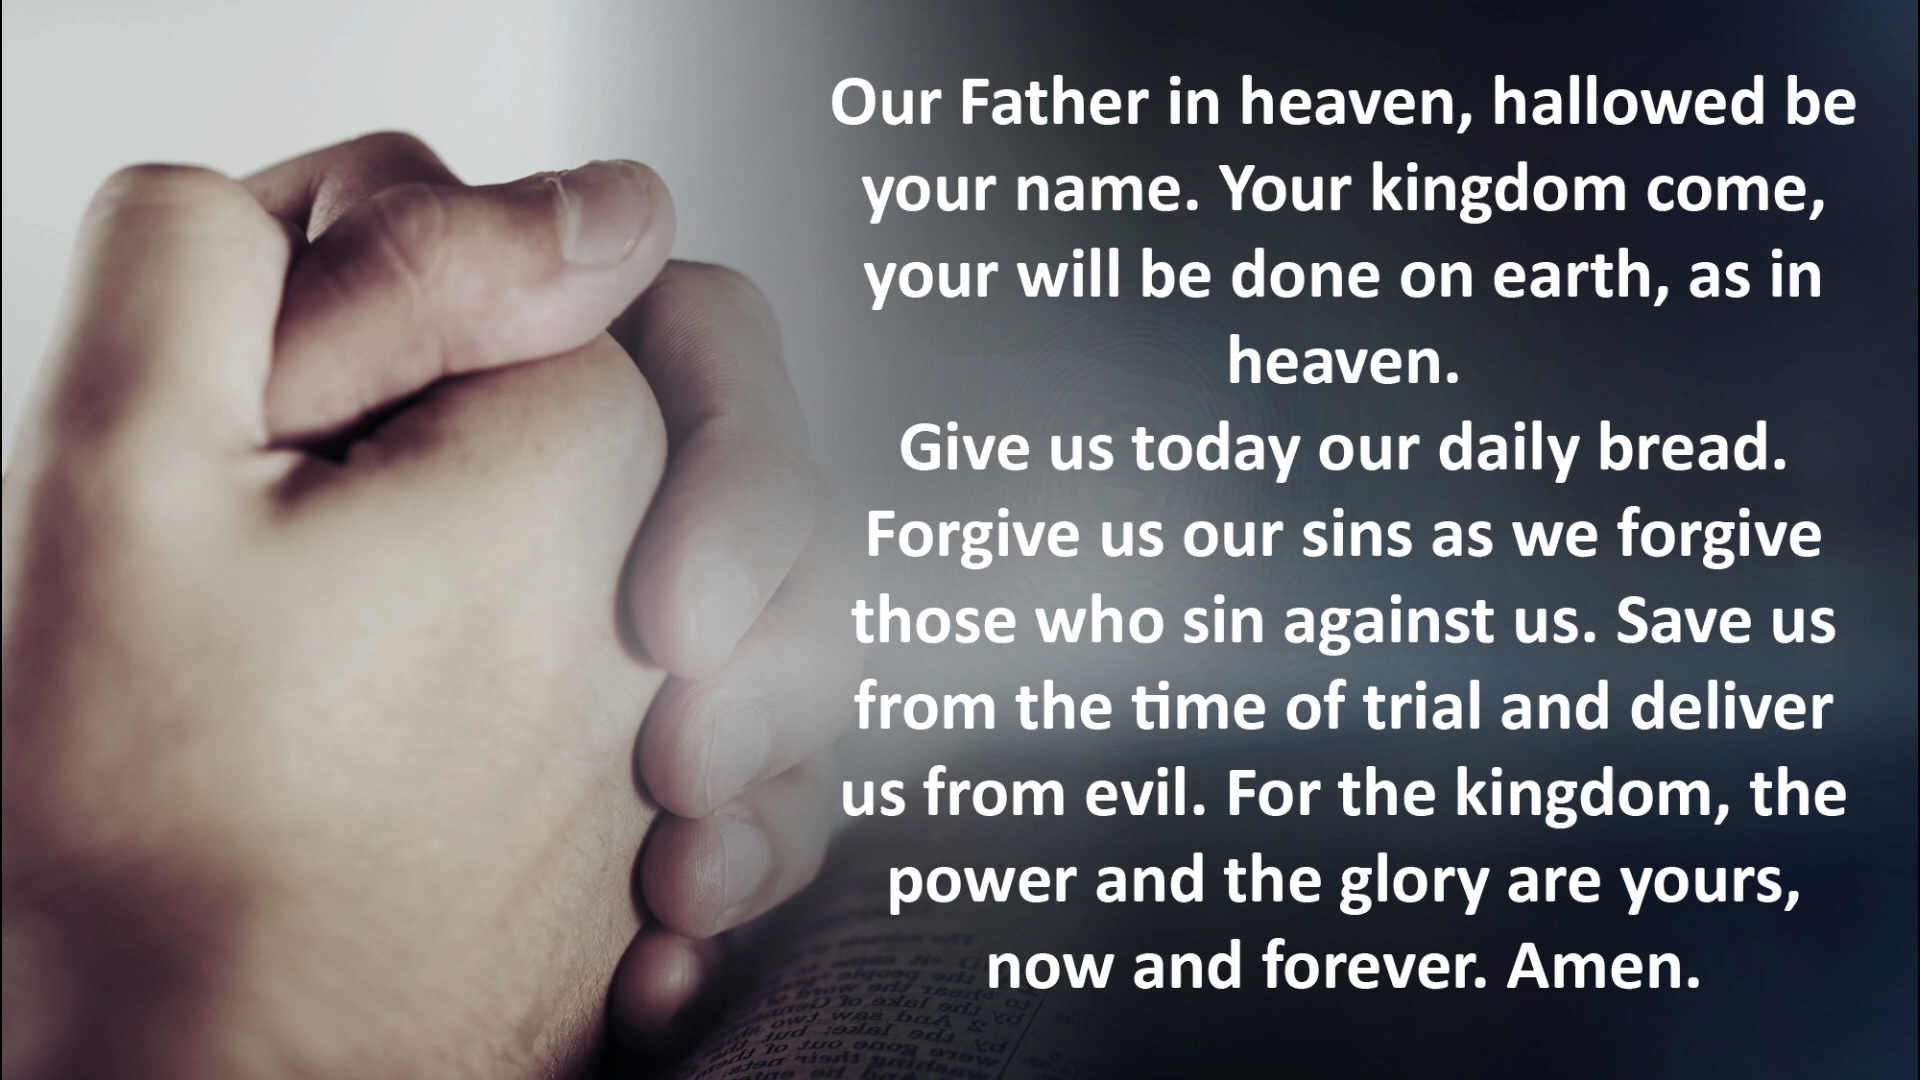 Our Father in heaven, hallowed be
your name. Your kingdom come,
your will be done on earth, as in
heaven.
Give us today our daily bread.
Forgive us our sins as we forgive
those who sin against us. Save us
from the time of trial and deliver
us from evil. For the kingdom, the
power and the glory are yours,
now and forever. Amen.